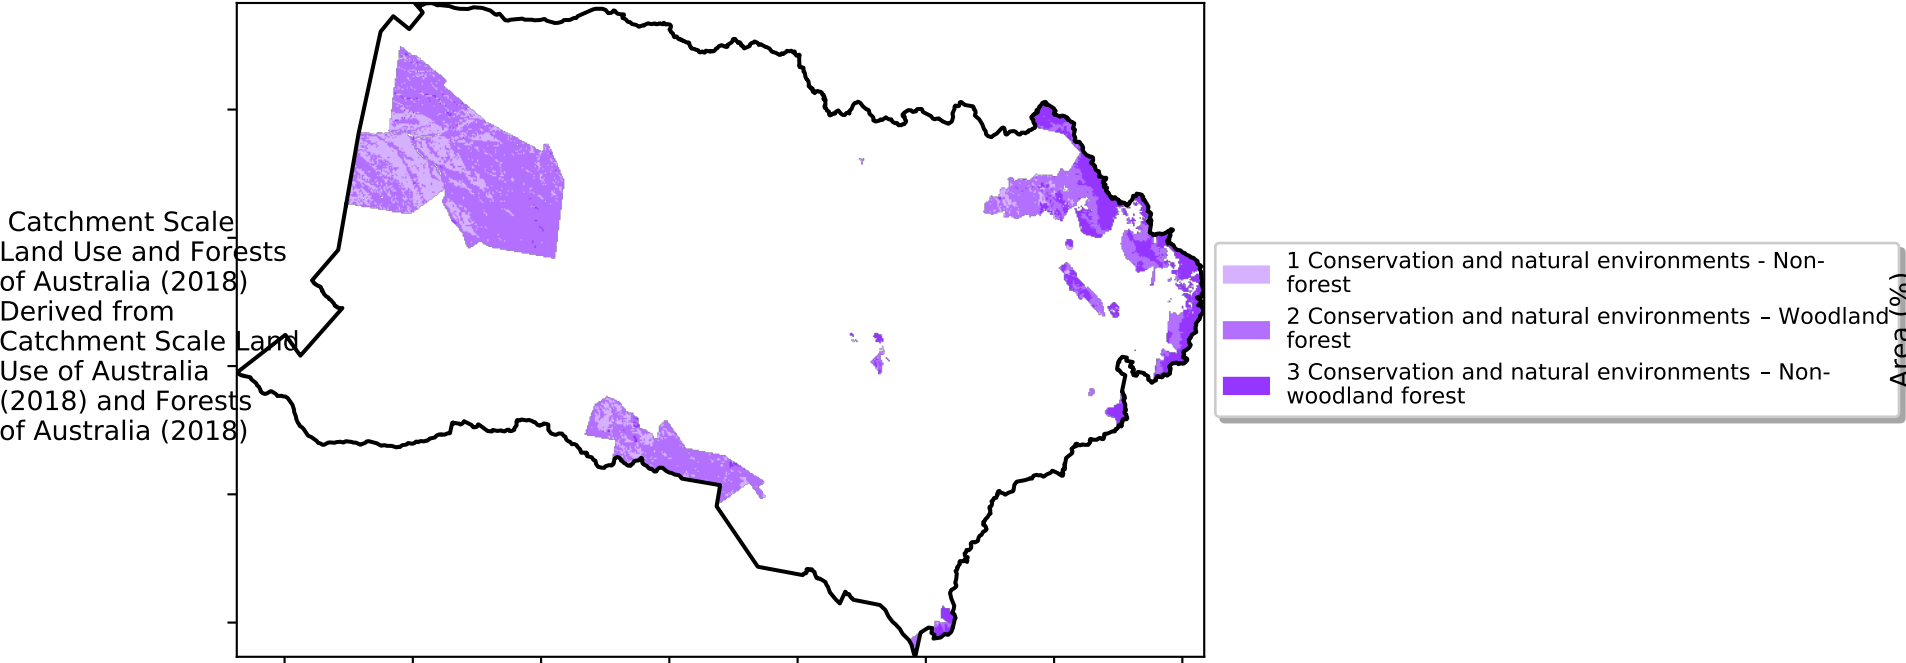 Catchment Scale
Land Use and Forests
of Australia (2018)
Derived from
Catchment Scale Land
Use of Australia
(2018) and Forests
of Australia (2018)
1 Conservation and natural environments - Non-
forest
2 Conservation and natural environments – Woodland
forest
3 Conservation and natural environments – Non-
woodland forest
Area (%)